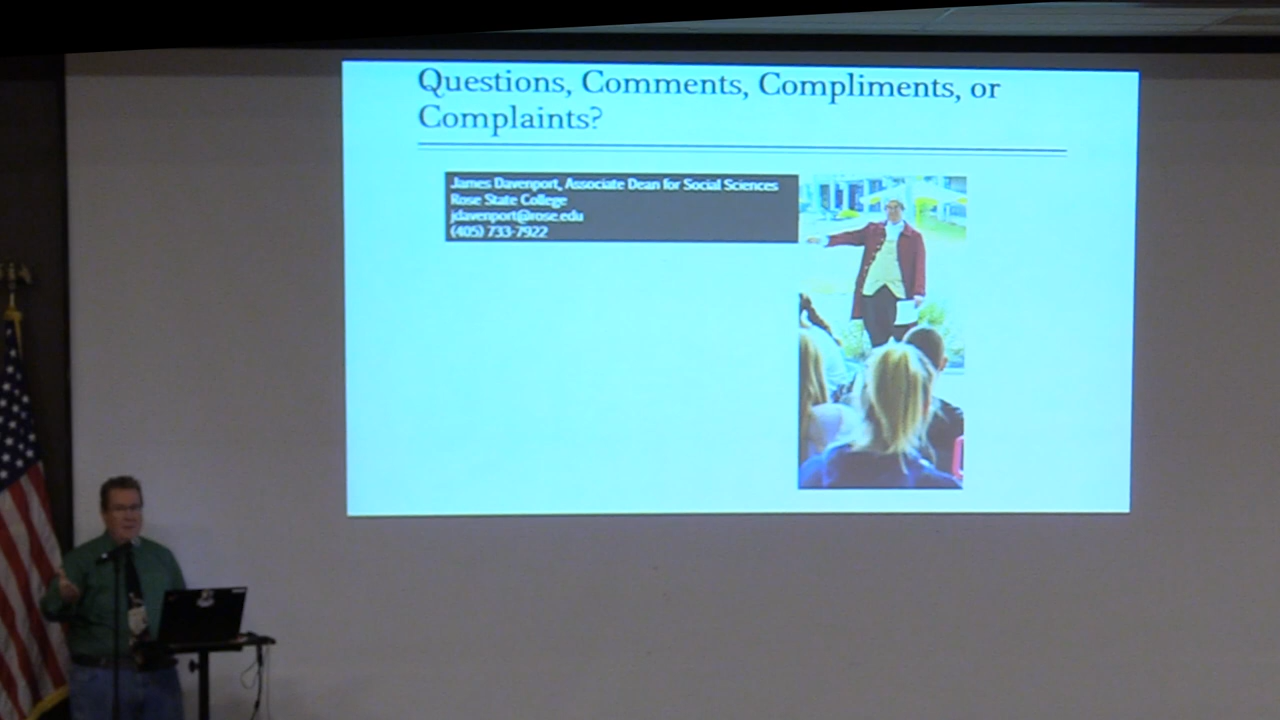 Questions, Comments, Compliments, or
Complaints?
James Davenport, Associate Dean for Social Sciences
Rose State College
jdavenport@rose.edu
(405) 733-7922